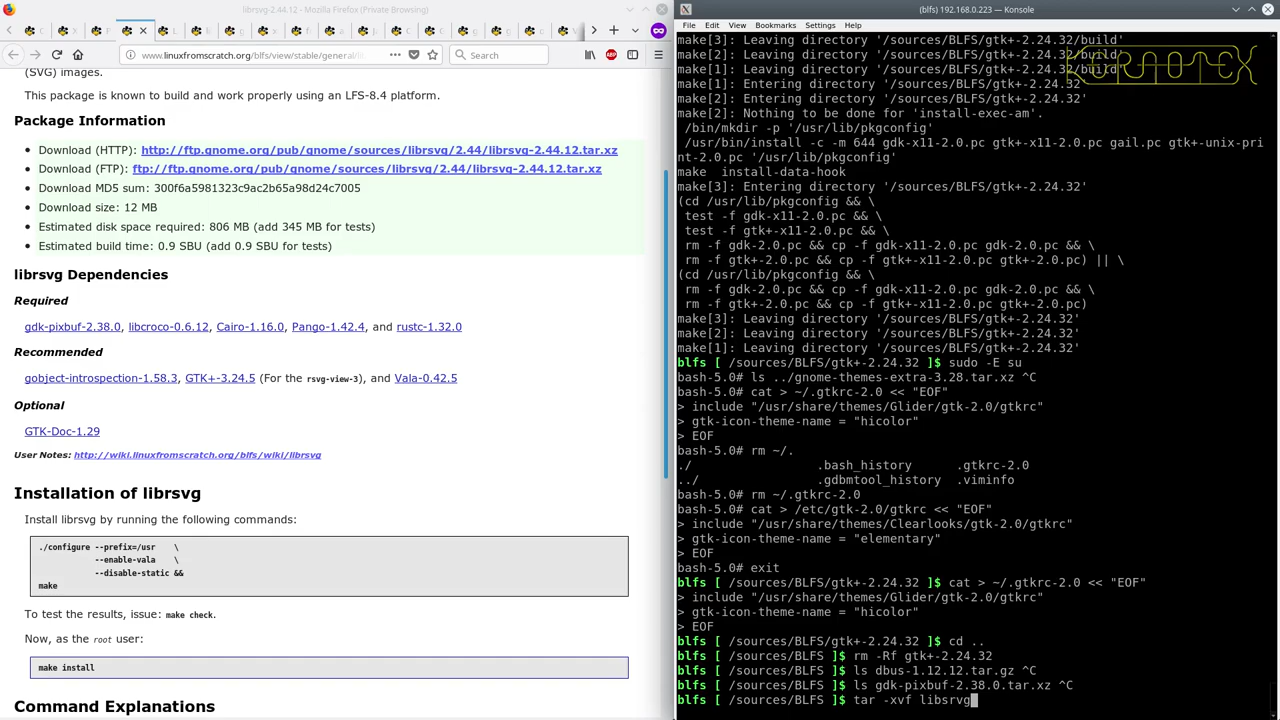 librsvg-2.44.12 - Mozilla Firefox (Private Browsing)
www.linuxfromscratch.org/blfs/view/stable/general/li
Search
(SVG) images.
This package is known to build and work properly using an LFS-8.4 platform.
Package Information
Download (HTTP): http://ftp.gnome.org/pub/gnome/sources/librsvg/2.44/librsvg-2.44.12.tar.xz
Download (FTP): ftp://ftp.gnome.org/pub/gnome/sources/librsvg/2.44/librsvg-2.44.12.tar.xz
Download MD5 sum: 300f6a5981323c9ac2b65a98d24c7005
Download size: 12 MB
Estimated disk space required: 806 MB (add 345 MB for tests)
Estimated build time: 0.9 SBU (add 0.9 SBU for tests)
librsvg Dependencies
Required
gdk-pixbuf-2.38.0, libcroco-0.6.12, Cairo-1.16.0, Pango-1.42.4, and rustc-1.32.0
Recommended
gobject-introspection-1.58.3, GTK+-3.24.5 (For the rsvg-view-3), and Vala-0.42.5
Optional
GTK-Doc-1.29
User Notes: http://wiki.linuxfromscratch.org/blfs/wiki/librsvg
Installation of librsvg
Install librsvg by running the following commands:
./configure --prefix=/usr \
--enable-vala \
--disable-static &&
make
To test the results, issue: make check.
Now, as the root user:
make install
Command Explanations
(blfs) 192.168.0.223 — Konsole
File Edit View Bookmarks Settings Help
make[3]: Leaving directory '/sources/BLFS/gtk+-2.24.32/build'
make[2]: Leaving directory '/sources/BLFS/gtk+-2.24.32/build'
make[1]: Leaving directory '/sources/BLFS/gtk+-2.24.32/build'
make[1]: Entering directory '/sources/BLFS/gtk+-2.24.32'
make[2]: Entering directory '/sources/BLFS/gtk+-2.24.32'
make[2]: Nothing to be done for 'install-exec-am'.
/bin/mkdir -p '/usr/lib/pkgconfig'
/usr/bin/install -c -m 644 gdk-x11-2.0.pc gtk+-x11-2.0.pc gail.pc gtk+-unix-pri
nt-2.0.pc '/usr/lib/pkgconfig'
make  install-data-hook
make[3]: Entering directory '/sources/BLFS/gtk+-2.24.32'
(cd /usr/lib/pkgconfig && \
test -f gdk-x11-2.0.pc && \
test -f gtk+-x11-2.0.pc && \
rm -f gdk-2.0.pc && cp -f gdk-x11-2.0.pc gdk-2.0.pc && \
rm -f gtk+-2.0.pc && cp -f gtk+-x11-2.0.pc gtk+-2.0.pc) || \
(cd /usr/lib/pkgconfig && \
rm -f gdk-2.0.pc && cp -f gdk-x11-2.0.pc gdk-2.0.pc && \
rm -f gtk+-2.0.pc && cp -f gtk+-x11-2.0.pc gtk+-2.0.pc)
make[3]: Leaving directory '/sources/BLFS/gtk+-2.24.32'
make[2]: Leaving directory '/sources/BLFS/gtk+-2.24.32'
make[1]: Leaving directory '/sources/BLFS/gtk+-2.24.32'
blfs [ /sources/BLFS/gtk+-2.24.32 ]$ sudo -E su
bash-5.0# ls ../gnome-themes-extra-3.28.tar.xz ^C
bash-5.0# cat > ~/.gtkrc-2.0 << "EOF"
> include "/usr/share/themes/Glider/gtk-2.0/gtkrc"
> gtk-icon-theme-name = "hicolor"
> EOF
bash-5.0# rm ~/.
./ .bash_history .gtkrc-2.0
../ .gdbmtool_history .viminfo
bash-5.0# rm ~/.gtkrc-2.0
bash-5.0# cat > /etc/gtk-2.0/gtkrc << "EOF"
> include "/usr/share/themes/Clearlooks/gtk-2.0/gtkrc"
> gtk-icon-theme-name = "elementary"
> EOF
bash-5.0# exit
blfs [ /sources/BLFS/gtk+-2.24.32 ]$ cat > ~/.gtkrc-2.0 << "EOF"
> include "/usr/share/themes/Glider/gtk-2.0/gtkrc"
> gtk-icon-theme-name = "hicolor"
> EOF
blfs [ /sources/BLFS/gtk+-2.24.32 ]$ cd ..
blfs [ /sources/BLFS ]$ rm -Rf gtk+-2.24.32
blfs [ /sources/BLFS ]$ ls dbus-1.12.12.tar.gz ^C
blfs [ /sources/BLFS ]$ ls gdk-pixbuf-2.38.0.tar.xz ^C
blfs [ /sources/BLFS ]$ tar -xvf libsrvg